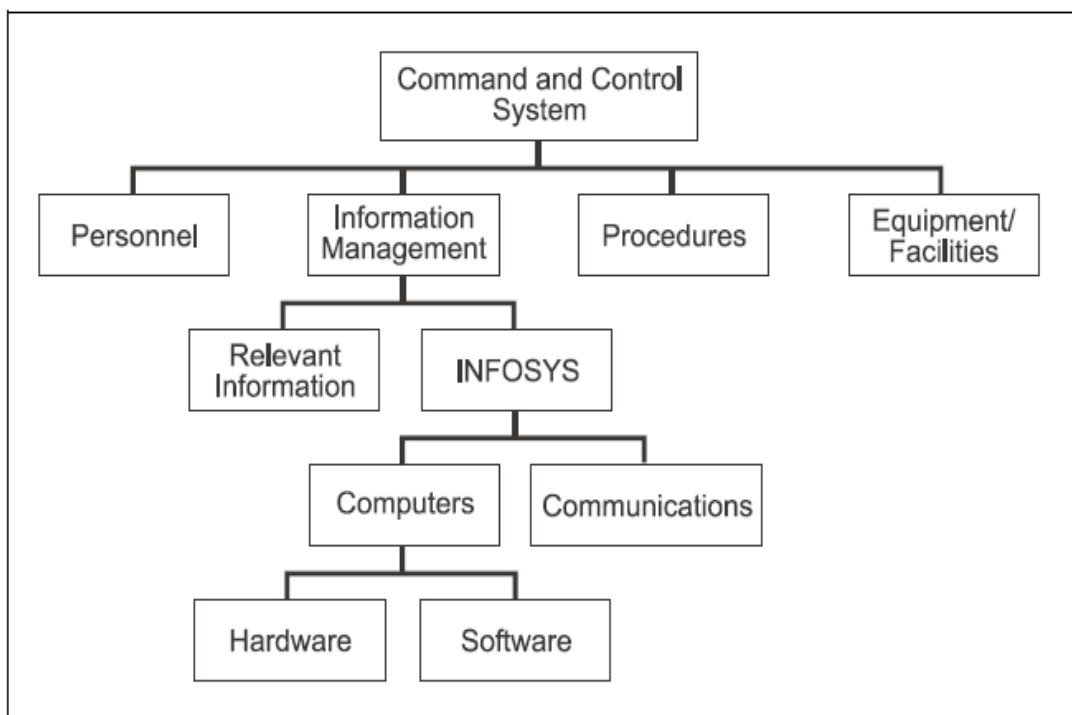 Command and Control
System
Personnel
Information
Management
Procedures
Equipment/
Facilities
Relevant
Information
INFOSYS
Computers
Communications
Hardware
Software